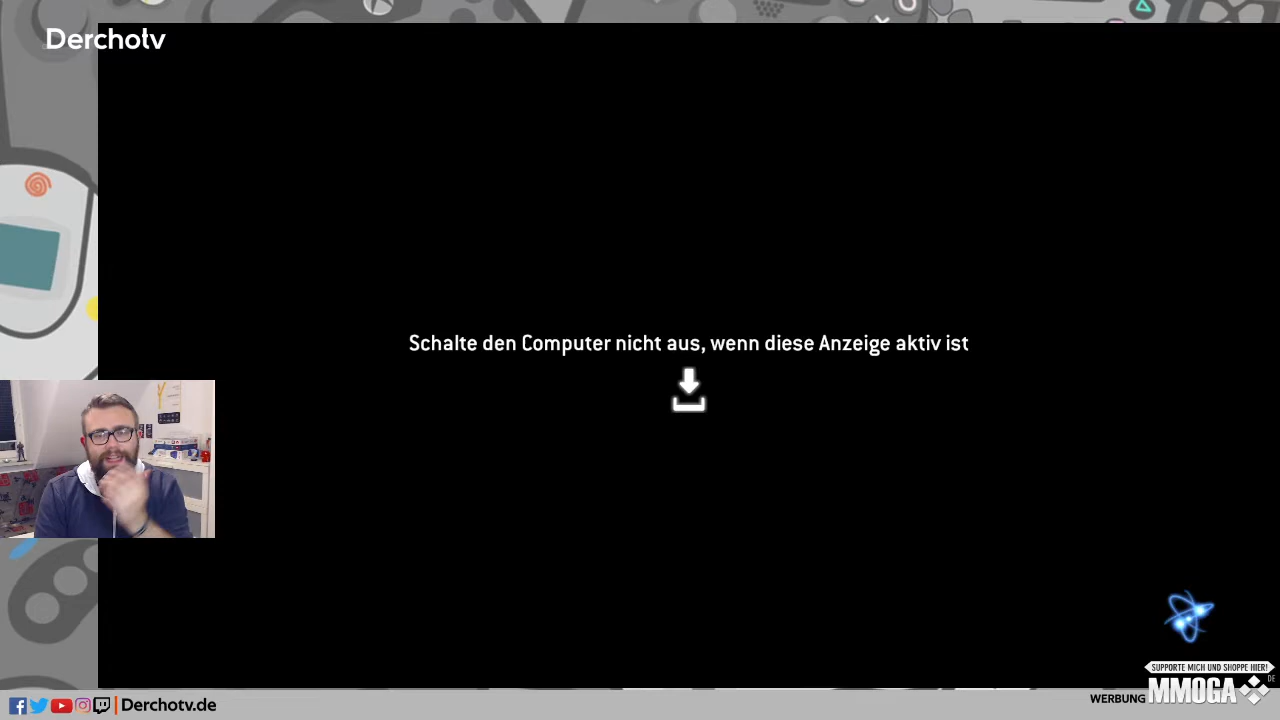 Derchotv
Schalte den Computer nicht aus, wenn diese Anzeige aktiv ist
SUPPORTE MICH UND SHOPPE HIER!
WERBUNG
MMOGA
DE
Derchotv.de